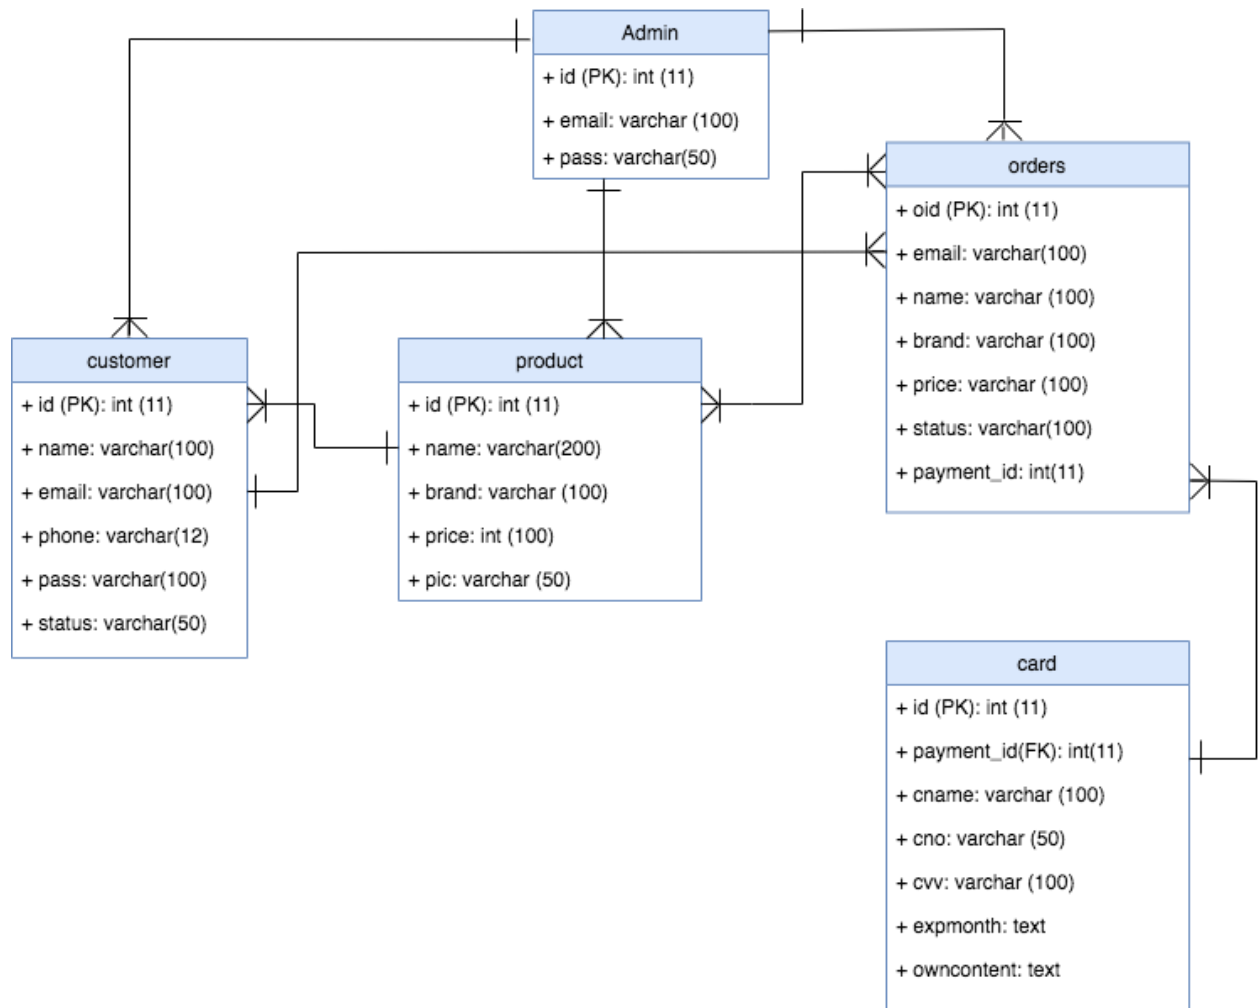 Admin
+ id (PK): int (11)
+ email: varchar (100)
+ pass: varchar(50)
orders
+ oid (PK): int (11)
+ email: varchar(100)
+ name: varchar (100)
+ brand: varchar (100)
+ price: varchar (100)
+ status: varchar(100)
+ payment_id: int(11)
customer
+ id (PK): int (11)
+ name: varchar(100)
+ email: varchar(100)
+ phone: varchar(12)
+ pass: varchar(100)
+ status: varchar(50)
product
+ id (PK): int (11)
+ name: varchar(200)
+ brand: varchar (100)
+ price: int (100)
+ pic: varchar (50)
card
+ id (PK): int (11)
+ payment_id(FK): int(11)
+ cname: varchar (100)
+ cno: varchar (50)
+ cvv: varchar (100)
+ expmonth: text
+ owncontent: text